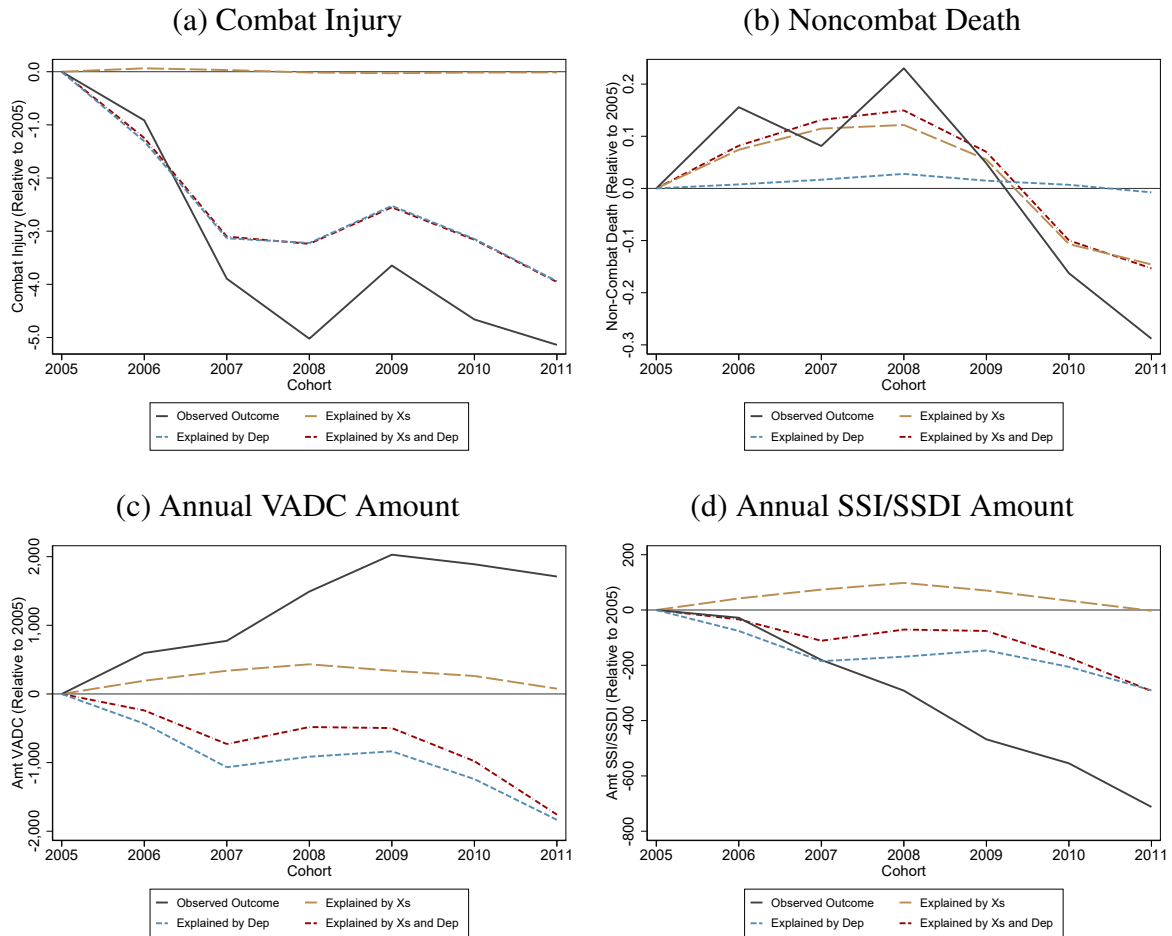 (a) Combat Injury
Combat Injury (Relative to 2005)
0.0
-1.0
-2.0
-3.0
-4.0
-5.0
2005 2006 2007 2008 2009 2010 2011
Cohort
Observed Outcome Explained by Xs
Explained by Dep Explained by Xs and Dep
(b) Noncombat Death
Non-Combat Death (Relative to 2005)
0.2
0.1
0.0
-0.1
-0.2
-0.3
2005 2006 2007 2008 2009 2010 2011
Cohort
Observed Outcome Explained by Xs
Explained by Dep Explained by Xs and Dep
(c) Annual VADC Amount
Amt VADC (Relative to 2005)
2,000
1,000
0
-1,000
-2,000
2005 2006 2007 2008 2009 2010 2011
Cohort
Observed Outcome Explained by Xs
Explained by Dep Explained by Xs and Dep
(d) Annual SSI/SSDI Amount
Amt SSI/SSDI (Relative to 2005)
200
0
-200
-400
-600
-800
2005 2006 2007 2008 2009 2010 2011
Cohort
Observed Outcome Explained by Xs
Explained by Dep Explained by Xs and Dep